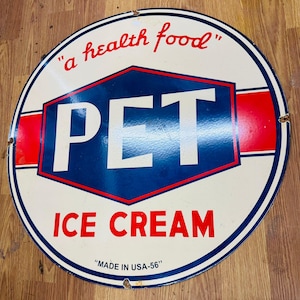 "a health food"
PET
ICE CREAM
"MADE IN USA-56"